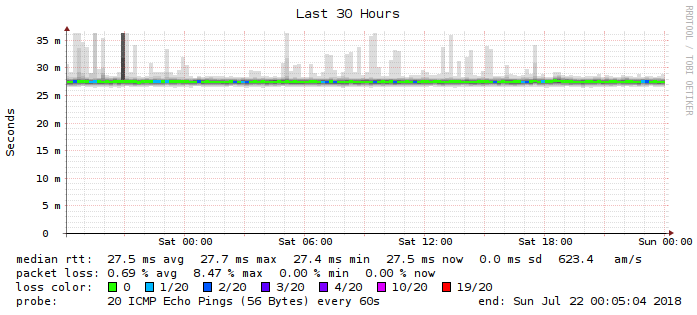 Last 30 Hours
RRDTOOL / TOBI OETIKER
Seconds
35 m
30 m
25 m
20 m
15 m
10 m
5 m
0
Sat 00:00 Sat 06:00 Sat 12:00 Sat 18:00 Sun 00:00
median rtt: 27.5 ms avg 27.7 ms max 27.4 ms min 27.5 ms now 0.0 ms sd 623.4 am/s
packet loss: 0.69 % avg 8.47 % max 0.00 % min 0.00 % now
loss color: 0 1/20 2/20 3/20 4/20 10/20 19/20
probe: 20 ICMP Echo Pings (56 Bytes) every 60s end: Sun Jul 22 00:05:04 2018